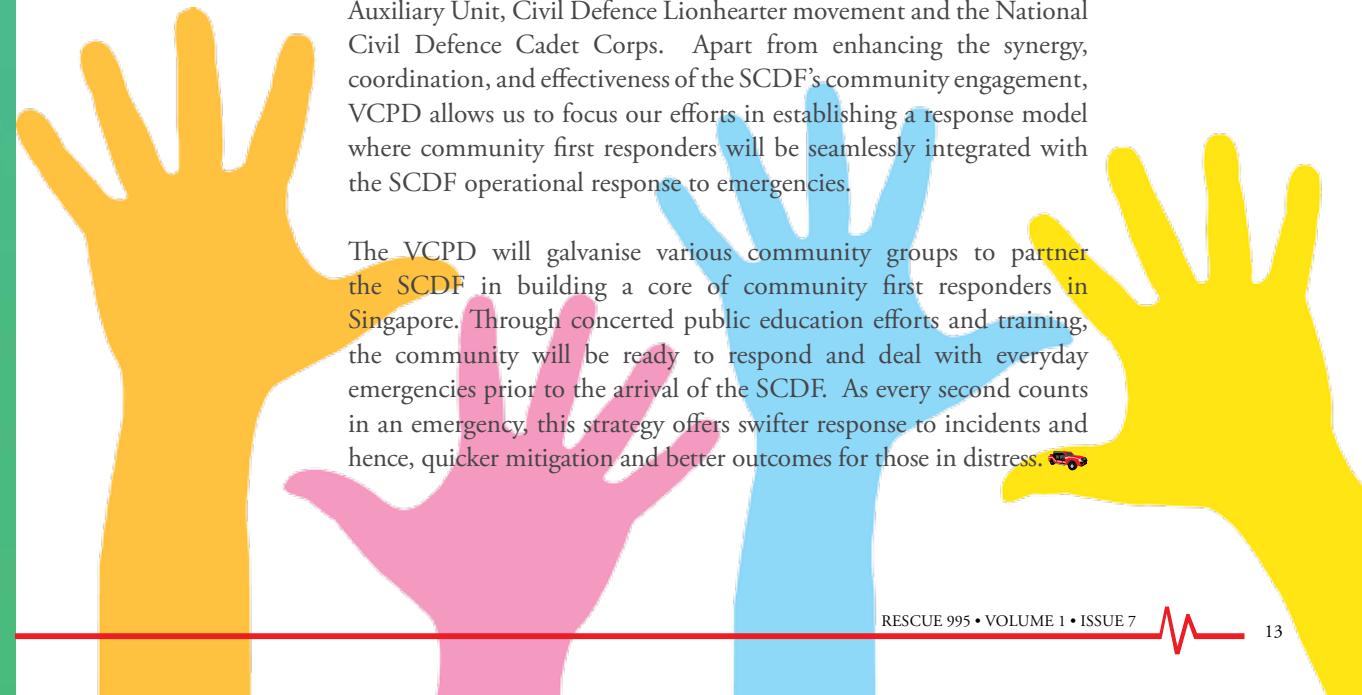 Auxiliary Unit, Civil Defence Lionhearter movement and the National
Civil Defence Cadet Corps. Apart from enhancing the synergy,
coordination, and effectiveness of the SCDF's community engagement,
VCPD allows us to focus our efforts in establishing a response model
where community first responders will be seamlessly integrated with
the SCDF operational response to emergencies.
The VCPD will galvanise various community groups to partner
the SCDF in building a core of community first responders in
Singapore. Through concerted public education efforts and training,
the community will be ready to respond and deal with everyday
emergencies prior to the arrival of the SCDF. As every second counts
in an emergency, this strategy offers swifter response to incidents and
hence, quicker mitigation and better outcomes for those in distress.
RESCUE 995 • VOLUME 1 • ISSUE 7
13